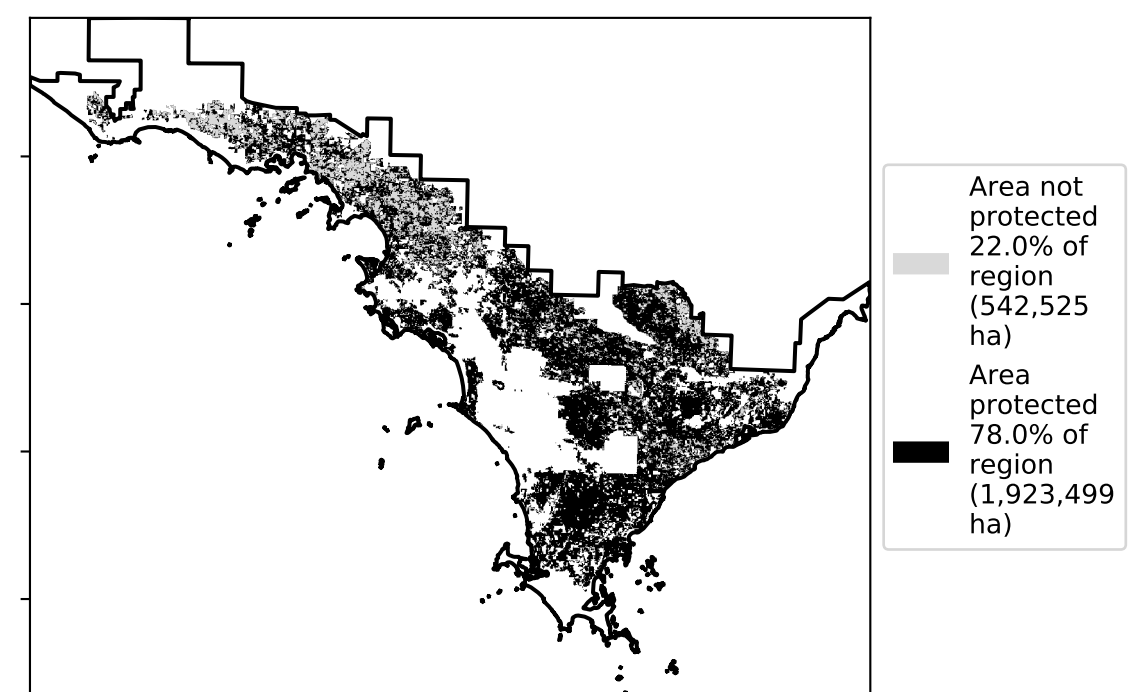 Area not
protected
22.0% of
region
(542,525
ha)
Area
protected
78.0% of
region
(1,923,499
ha)